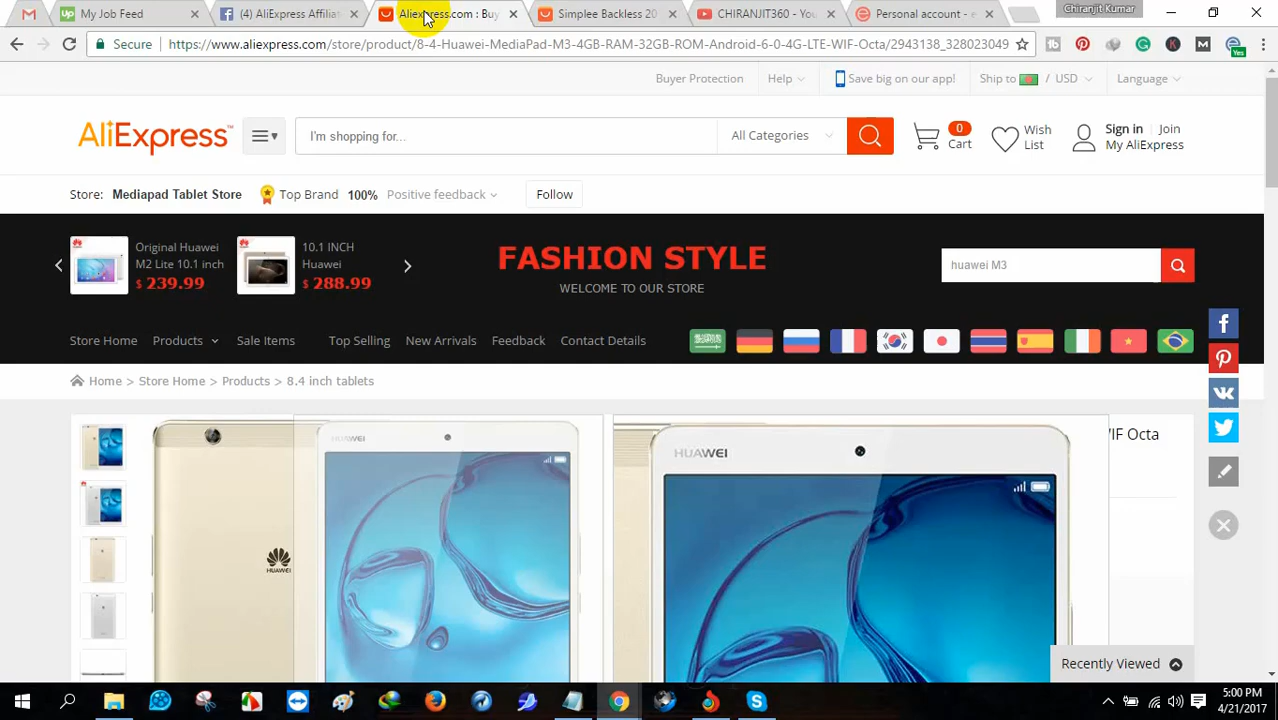 Chiranjit Kumar
My Job Feed
(4) AliExpress Affiliat
Aliexpress.com : Buy
Simplee Backless 20
CHIRANJIT360 - You
Personal account - e
Secure
https://www.aliexpress.com/store/product/8-4-Huawei-MediaPad-M3-4GB-RAM-32GB-ROM-Android-6-0-4G-LTE-WIF-Octa/2943138_328023049
Yes
Buyer Protection
Help
Save big on our app!
Ship to / USD
Language
AliExpress™
I'm shopping for...
All Categories
0
Cart
Wish
List
Sign in
Join
My AliExpress
Store: Mediapad Tablet Store
Top Brand 100% Positive feedback
Follow
Original Huawei
M2 Lite 10.1 inch
$ 239.99
10.1 INCH
Huawei
$ 288.99
FASHION STYLE
WELCOME TO OUR STORE
huawei M3
Store Home
Products
Sale Items
Top Selling
New Arrivals
Feedback
Contact Details
Home > Store Home > Products > 8.4 inch tablets
HUAWEI
HUAWEI
HUAWEI
WIF Octa
Recently Viewed
5:00 PM
4/21/2017